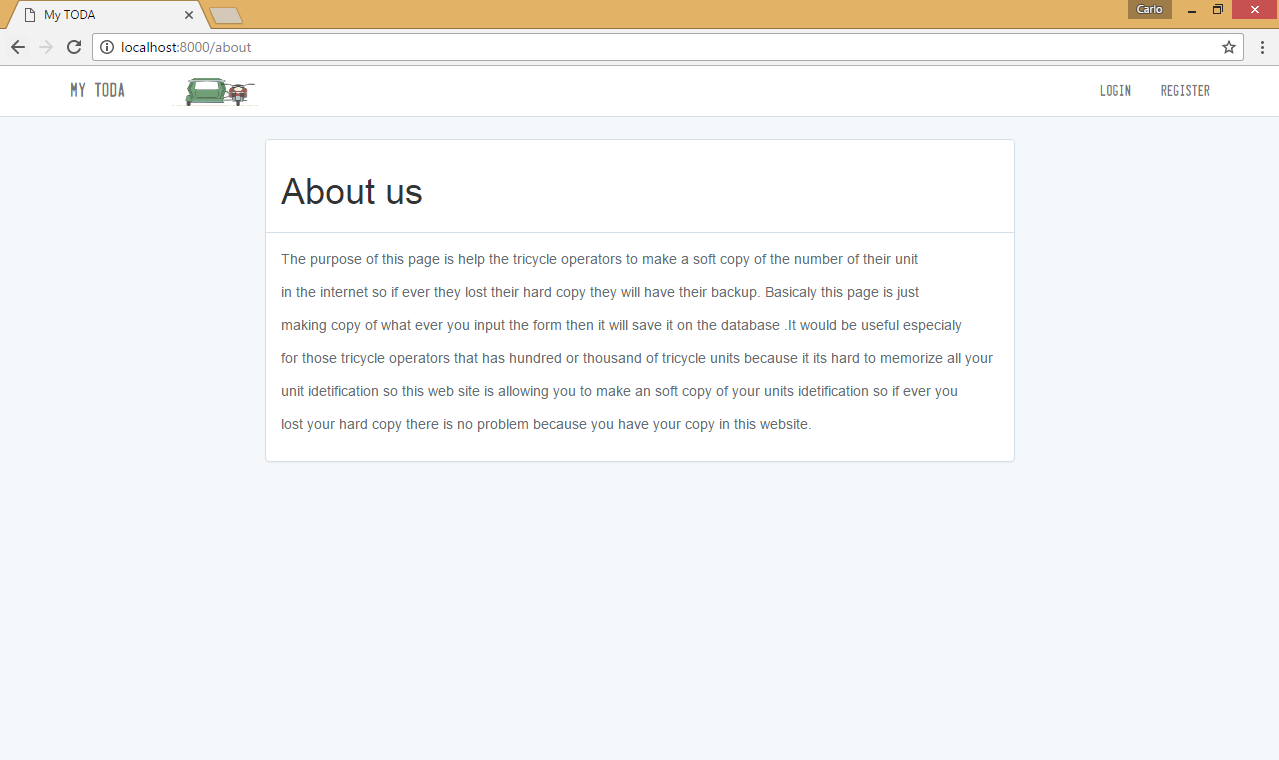 My TODA
Carlo
localhost:8000/about
MY TODA
LOGIN
REGISTER
About us
The purpose of this page is help the tricycle operators to make a soft copy of the number of their unit
in the internet so if ever they lost their hard copy they will have their backup. Basicaly this page is just
making copy of what ever you input the form then it will save it on the database .It would be useful especialy
for those tricycle operators that has hundred or thousand of tricycle units because it its hard to memorize all your
unit idetification so this web site is allowing you to make an soft copy of your units idetification so if ever you
lost your hard copy there is no problem because you have your copy in this website.